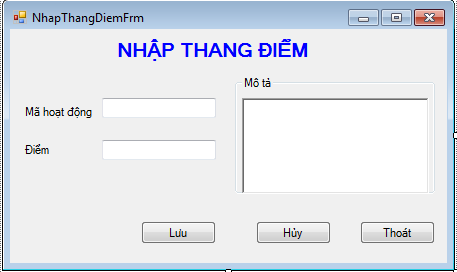 NhapThangDiemFrm
NHẬP THANG ĐIỂM
Mô tả
Mã hoạt động
Điểm
Lưu Hủy Thoát